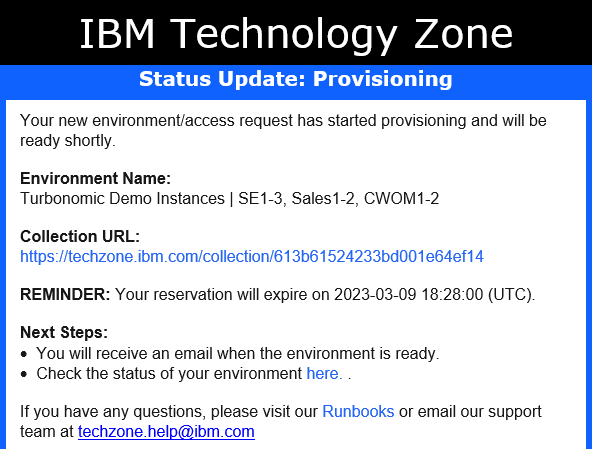 IBM Technology Zone
Status Update: Provisioning
Your new environment/access request has started provisioning and will be
ready shortly.
Environment Name:
Turbonomic Demo Instances | SE1-3, Sales1-2, CWOM1-2
Collection URL:
https://techzone.ibm.com/collection/613b61524233bd001e64ef14
REMINDER: Your reservation will expire on 2023-03-09 18:28:00 (UTC).
Next Steps:
• You will receive an email when the environment is ready.
• Check the status of your environment here. .
If you have any questions, please visit our Runbooks or email our support
team at techzone.help@ibm.com